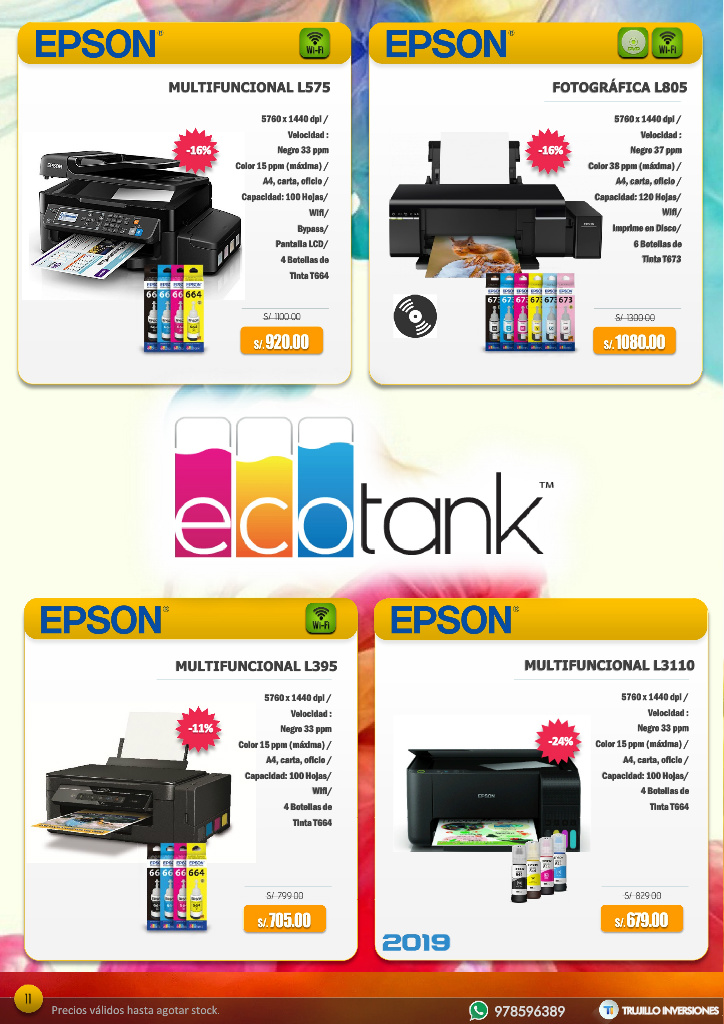 EPSON®
Wi-Fi
MULTIFUNCIONAL L575
5760 x 1440 dpi /
Velocidad :
Negro 33 ppm
Color 15 ppm (máxima) /
A4, carta, oficio /
Capacidad: 100 Hojas/
Wifi/
Bypass/
Pantalla LCD/
4 Botellas de
Tinta T664
-16%
EPSON
664
S/. 1100.00
S/. 920.00
EPSON®
DVD
Wi-Fi
FOTOGRÁFICA L805
5760 x 1440 dpi /
Velocidad :
Negro 37 ppm
Color 38 ppm (máxima) /
A4, carta, oficio /
Capacidad: 120 Hojas/
Wifi/
Imprime en Disco/
6 Botellas de
Tinta T673
-16%
673
S/. 1300.00
S/. 1080.00
ecotank™
EPSON®
Wi-Fi
MULTIFUNCIONAL L395
5760 x 1440 dpi /
Velocidad :
Negro 33 ppm
Color 15 ppm (máxima) /
A4, carta, oficio /
Capacidad: 100 Hojas/
Wifi/
4 Botellas de
Tinta T664
-11%
664
S/. 799.00
S/. 705.00
EPSON®
MULTIFUNCIONAL L3110
5760 x 1440 dpi /
Velocidad :
Negro 33 ppm
Color 15 ppm (máxima) /
A4, carta, oficio /
Capacidad: 100 Hojas/
4 Botellas de
Tinta T664
-24%
EPSON
S/. 829.00
S/. 679.00
2019
11
Precios válidos hasta agotar stock.
978596389
TI
TRUJILLO INVERSIONES